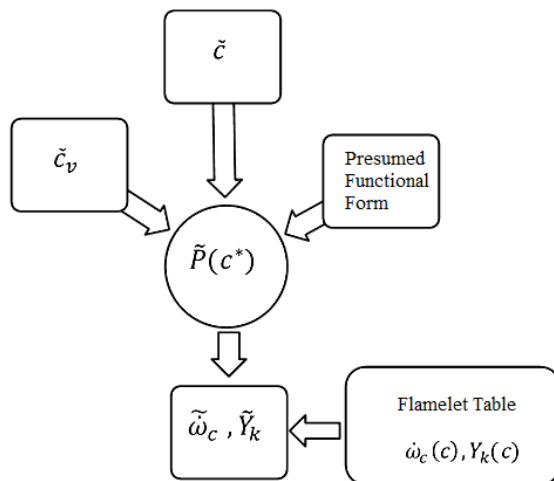 č
č_v
Presumed
Functional
Form
P̃(c*)
ω̇̃_c , Ỹ_k
Flamelet Table
ω̇_c(c), Y_k(c)